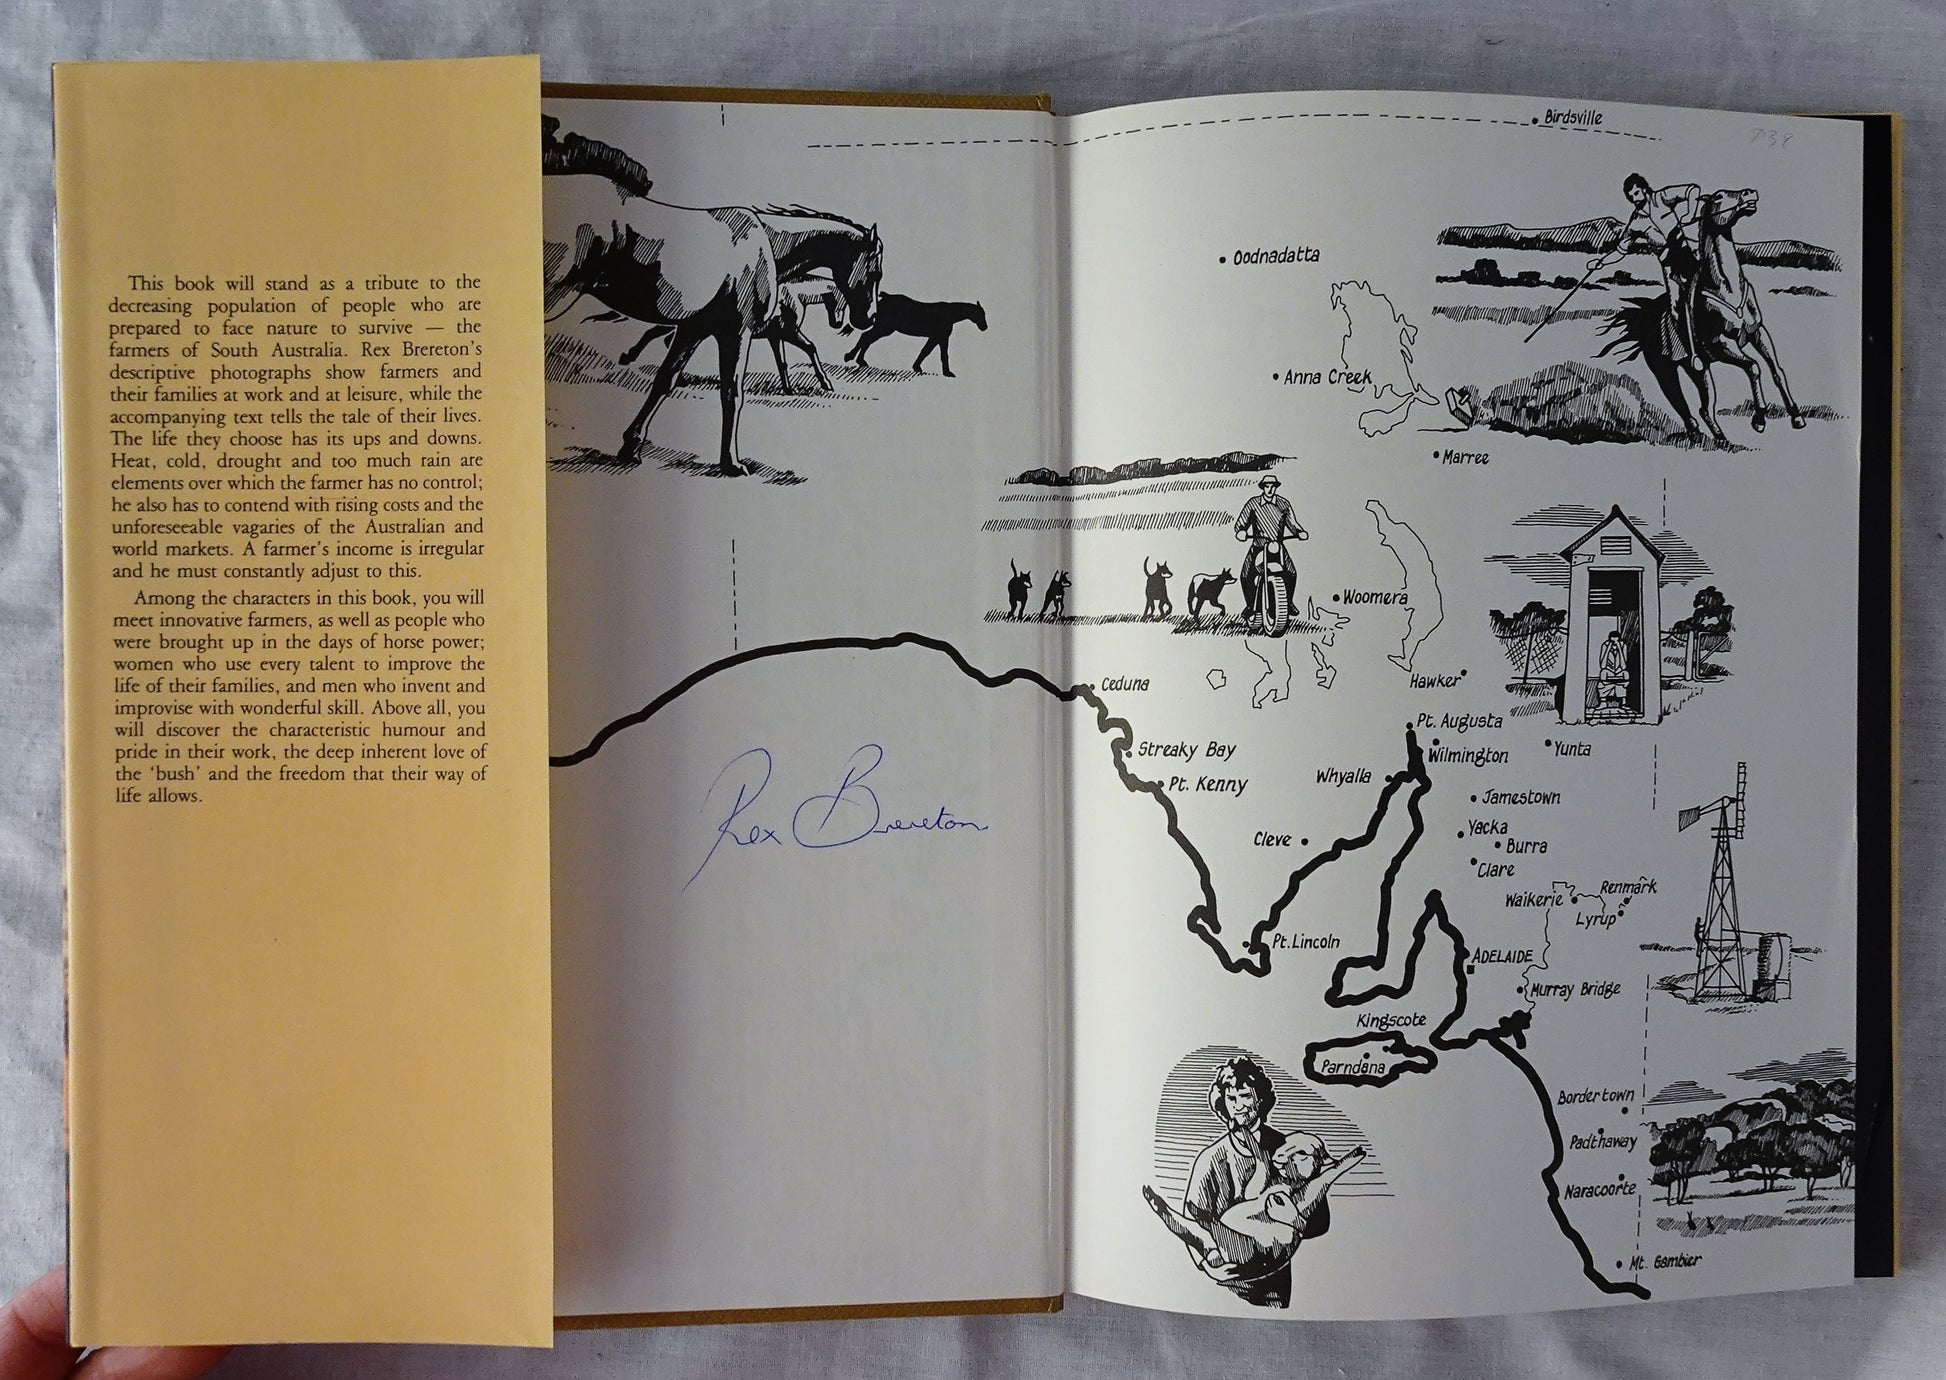 This book will stand as a tribute to the
decreasing population of people who are
prepared to face nature to survive — the
farmers of South Australia. Rex Brereton's
descriptive photographs show farmers and
their families at work and at leisure, while the
accompanying text tells the tale of their lives.
The life they choose has its ups and downs.
Heat, cold, drought and too much rain are
elements over which the farmer has no control;
he also has to contend with rising costs and the
unforeseeable vagaries of the Australian and
world markets. A farmer's income is irregular
and he must constantly adjust to this.
Among the characters in this book, you will
meet innovative farmers, as well as people who
were brought up in the days of horse power;
women who use every talent to improve the
life of their families, and men who invent and
improvise with wonderful skill. Above all, you
will discover the characteristic humour and
pride in their work, the deep inherent love of
the 'bush' and the freedom that their way of
life allows.
Rex Brereton
Birdsville
Oodnadatta
Anna Creek
Marree
Woomera
Hawker
Ceduna
Pt. Augusta
Streaky Bay
Wilmington
Yunta
Pt. Kenny
Whyalla
Jamestown
Yacka
Cleve
Burra
Clare
Waikerie
Renmark
Lyrup
Pt. Lincoln
ADELAIDE
Murray Bridge
Kingscote
Parndana
Bordertown
Padthaway
Naracoorte
Mt. Gambier